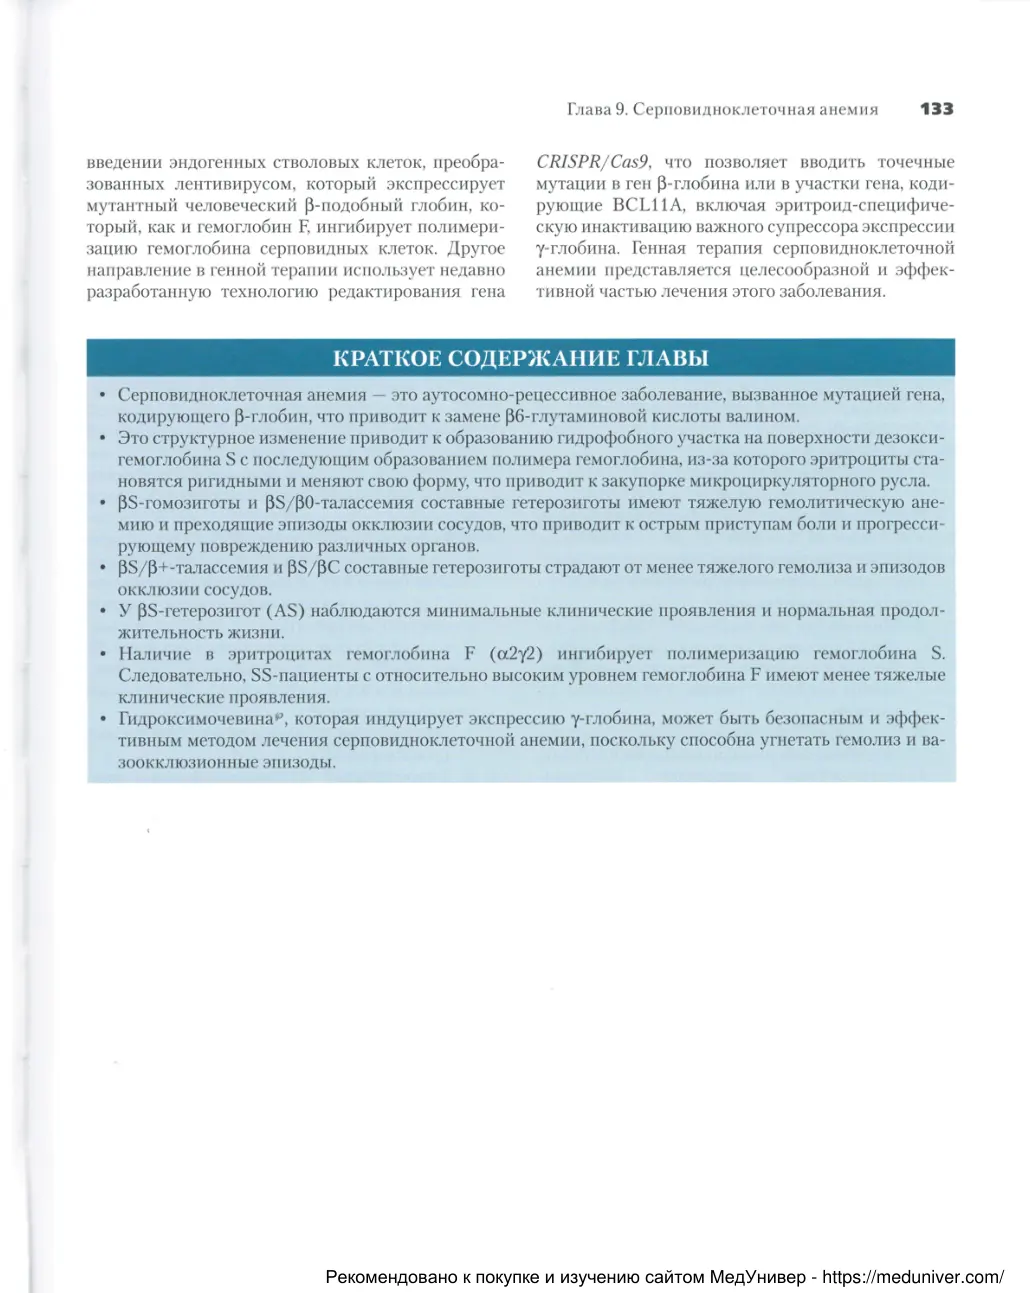 Глава 9. Серповидноклеточная анемия 133
введении эндогенных стволовых клеток, преобра-
зованных лентивирусом, который экспрессирует
мутантный человеческий β-подобный глобин, ко-
торый, как и гемоглобин F, ингибирует полимери-
зацию гемоглобина серповидных клеток. Другое
направление в генной терапии использует недавно
разработанную технологию редактирования гена
CRISPR/Cas9, что позволяет вводить точечные
мутации в ген β-глобина или в участки гена, коди-
рующие BCL11A, включая эритроид-специфиче-
скую инактивацию важного супрессора экспрессии
γ-глобина. Генная терапия серповидноклеточной
анемии представляется целесообразной и эффек-
тивной частью лечения этого заболевания.
КРАТКОЕ СОДЕРЖАНИЕ ГЛАВЫ
• Серповидноклеточная анемия — это аутосомно-рецессивное заболевание, вызванное мутацией гена,
кодирующего β-глобин, что приводит к замене β6-глутаминовой кислоты валином.
• Это структурное изменение приводит к образованию гидрофобного участка на поверхности дезокси-
гемоглобина S с последующим образованием полимера гемоглобина, из-за которого эритроциты ста-
новятся ригидными и меняют свою форму, что приводит к закупорке микроциркуляторного русла.
• βS-гомозиготы и βS/β0-талассемия составные гетерозиготы имеют тяжелую гемолитическую ане-
мию и преходящие эпизоды окклюзии сосудов, что приводит к острым приступам боли и прогресси-
рующему повреждению различных органов.
• βS/β+-талассемия и βS/βC составные гетерозиготы страдают от менее тяжелого гемолиза и эпизодов
окклюзии сосудов.
• У βS-гетерозигот (AS) наблюдаются минимальные клинические проявления и нормальная продол-
жительность жизни.
• Наличие в эритроцитах гемоглобина F (α2γ2) ингибирует полимеризацию гемоглобина S.
Следовательно, SS-пациенты с относительно высоким уровнем гемоглобина F имеют менее тяжелые
клинические проявления.
• Гидроксимочевина℘, которая индуцирует экспрессию γ-глобина, может быть безопасным и эффек-
тивным методом лечения серповидноклеточной анемии, поскольку способна угнетать гемолиз и ва-
зоокклюзионные эпизоды.
Рекомендовано к покупке и изучению сайтом МедУнивер - https://meduniver.com/